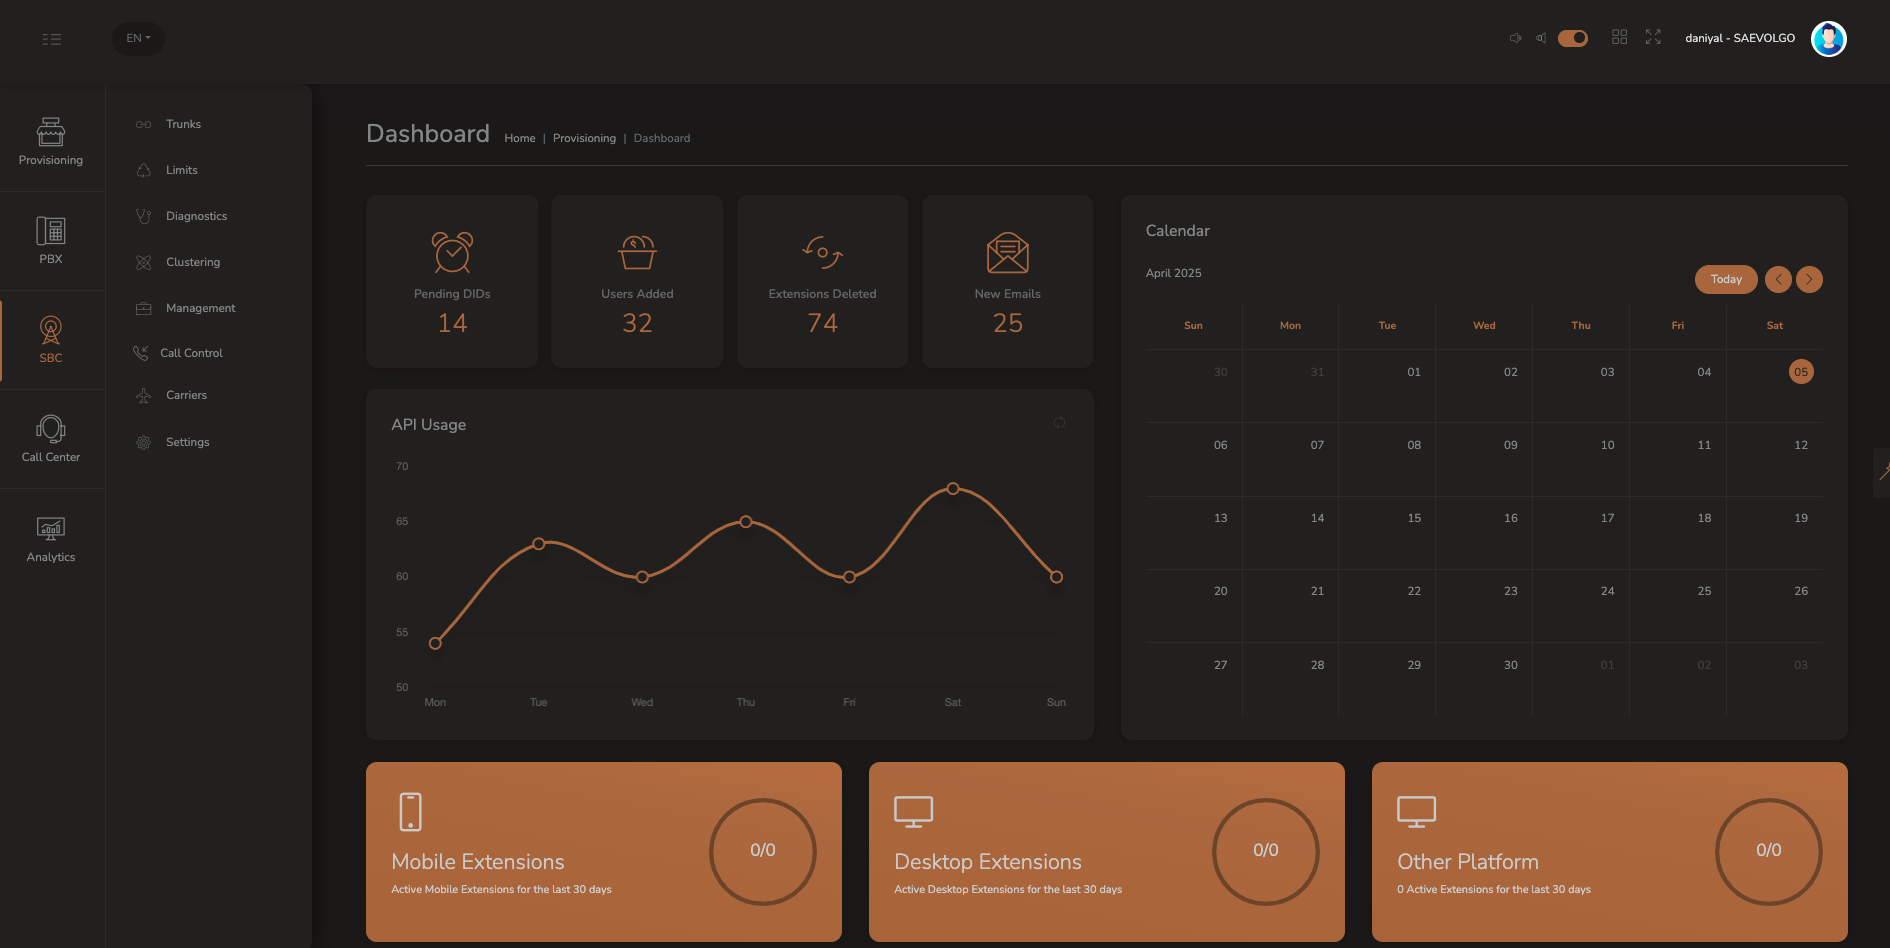 EN
daniyal - SAEVOLGO
Provisioning
PBX
SBC
Call Center
Analytics
Trunks
Limits
Diagnostics
Clustering
Management
Call Control
Carriers
Settings
Dashboard Home | Provisioning | Dashboard
Pending DIDs
14
Users Added
32
Extensions Deleted
74
New Emails
25
API Usage
70
65
60
55
50
Mon Tue Wed Thu Fri Sat Sun
Calendar
April 2025
Today
Sun Mon Tue Wed Thu Fri Sat
30 31 01 02 03 04 05
06 07 08 09 10 11 12
13 14 15 16 17 18 19
20 21 22 23 24 25 26
27 28 29 30 01 02 03
Mobile Extensions
Active Mobile Extensions for the last 30 days
0/0
Desktop Extensions
Active Desktop Extensions for the last 30 days
0/0
Other Platform
0 Active Extensions for the last 30 days
0/0